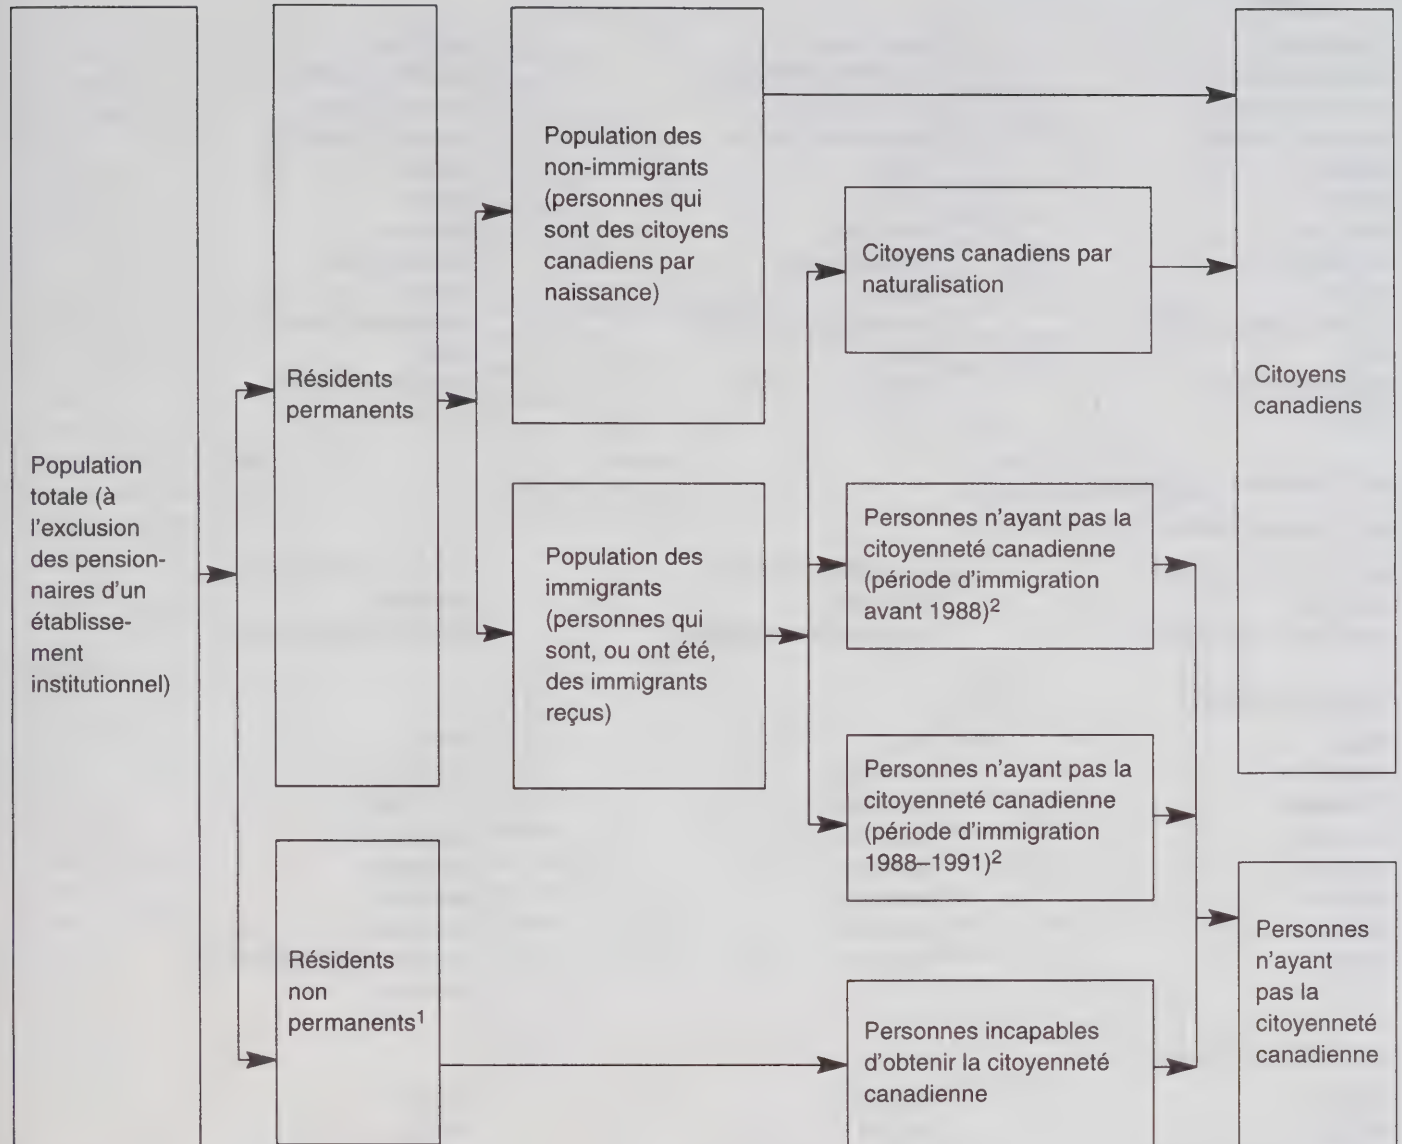 Population
totale (à
l'exclusion
des pension-
naires d'un
établisse-
ment
institutionnel)
Résidents
permanents
Résidents
non
permanents1
Population des
non-immigrants
(personnes qui
sont des citoyens
canadiens par
naissance)
Population des
immigrants
(personnes qui
sont, ou ont été,
des immigrants
reçus)
Citoyens canadiens par
naturalisation
Personnes n'ayant pas la
citoyenneté canadienne
(période d'immigration
avant 1988)2
Personnes n'ayant pas la
citoyenneté canadienne
(période d'immigration
1988–1991)2
Personnes incapables
d'obtenir la citoyenneté
canadienne
Citoyens
canadiens
Personnes
n'ayant
pas la
citoyenneté
canadienne